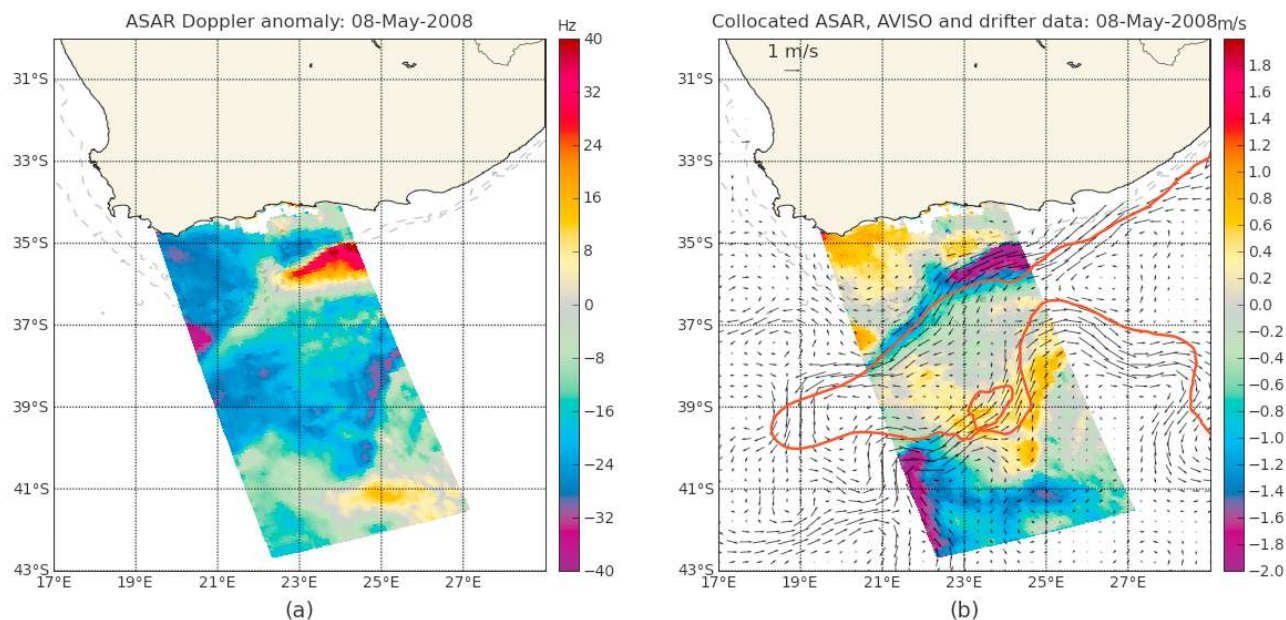 ASAR Doppler anomaly: 08-May-2008
Hz
31°S
33°S
35°S
37°S
39°S
41°S
43°S
17°E
19°E
21°E
23°E
25°E
27°E
40
32
24
16
8
0
−8
−16
−24
−32
−40
(a)
Collocated ASAR, AVISO and drifter data: 08-May-2008
m/s
1 m/s
31°S
33°S
35°S
37°S
39°S
41°S
43°S
17°E
19°E
21°E
23°E
25°E
27°E
1.8
1.6
1.4
1.2
1.0
0.8
0.6
0.4
0.2
0.0
−0.2
−0.4
−0.6
−0.8
−1.0
−1.2
−1.4
−1.6
−1.8
−2.0
(b)